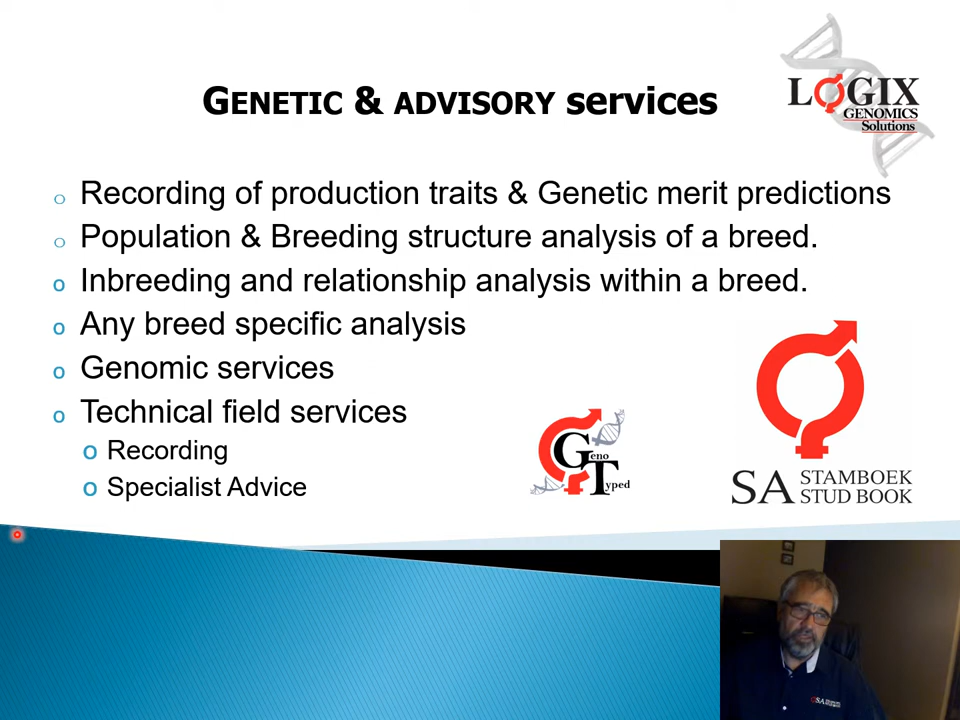 GENETIC & ADVISORY services
LOGIX
GENOMICS
Solutions
o Recording of production traits & Genetic merit predictions
o Population & Breeding structure analysis of a breed.
o Inbreeding and relationship analysis within a breed.
o Any breed specific analysis
o Genomic services
o Technical field services
o Recording
o Specialist Advice
Geno
Typed
SA STAMBOEK
STUD BOOK
SA